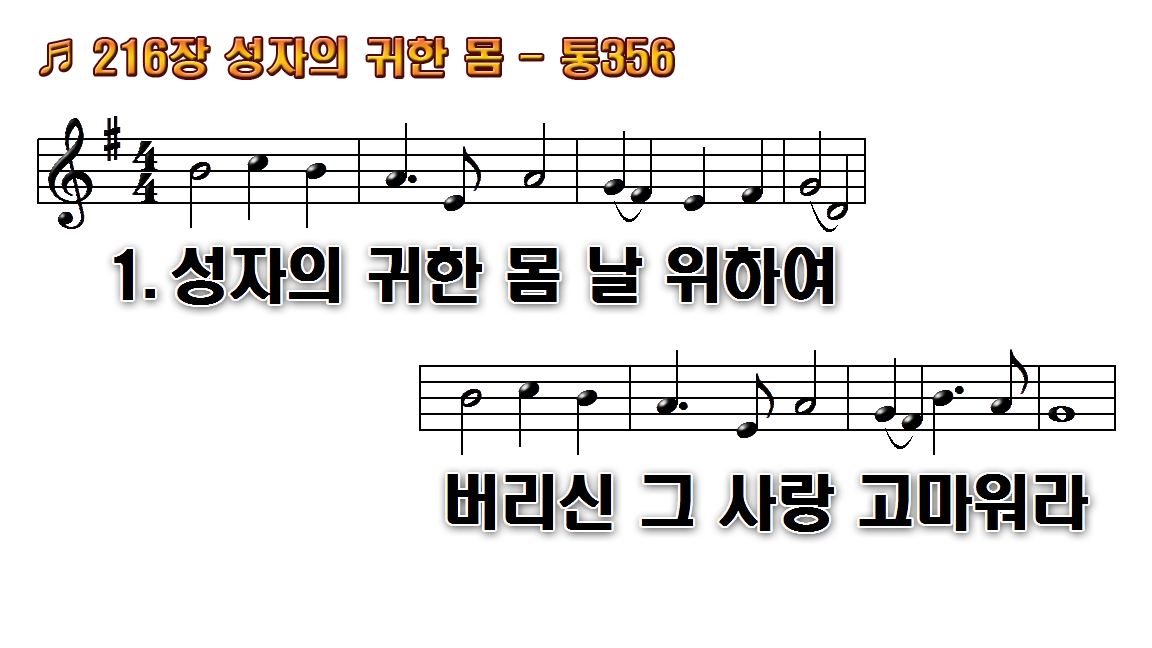 ♬ 216장 성자의 귀한 몸 - 통356
1. 성자의 귀한 몸 날 위하여
버리신 그 사랑 고마워라